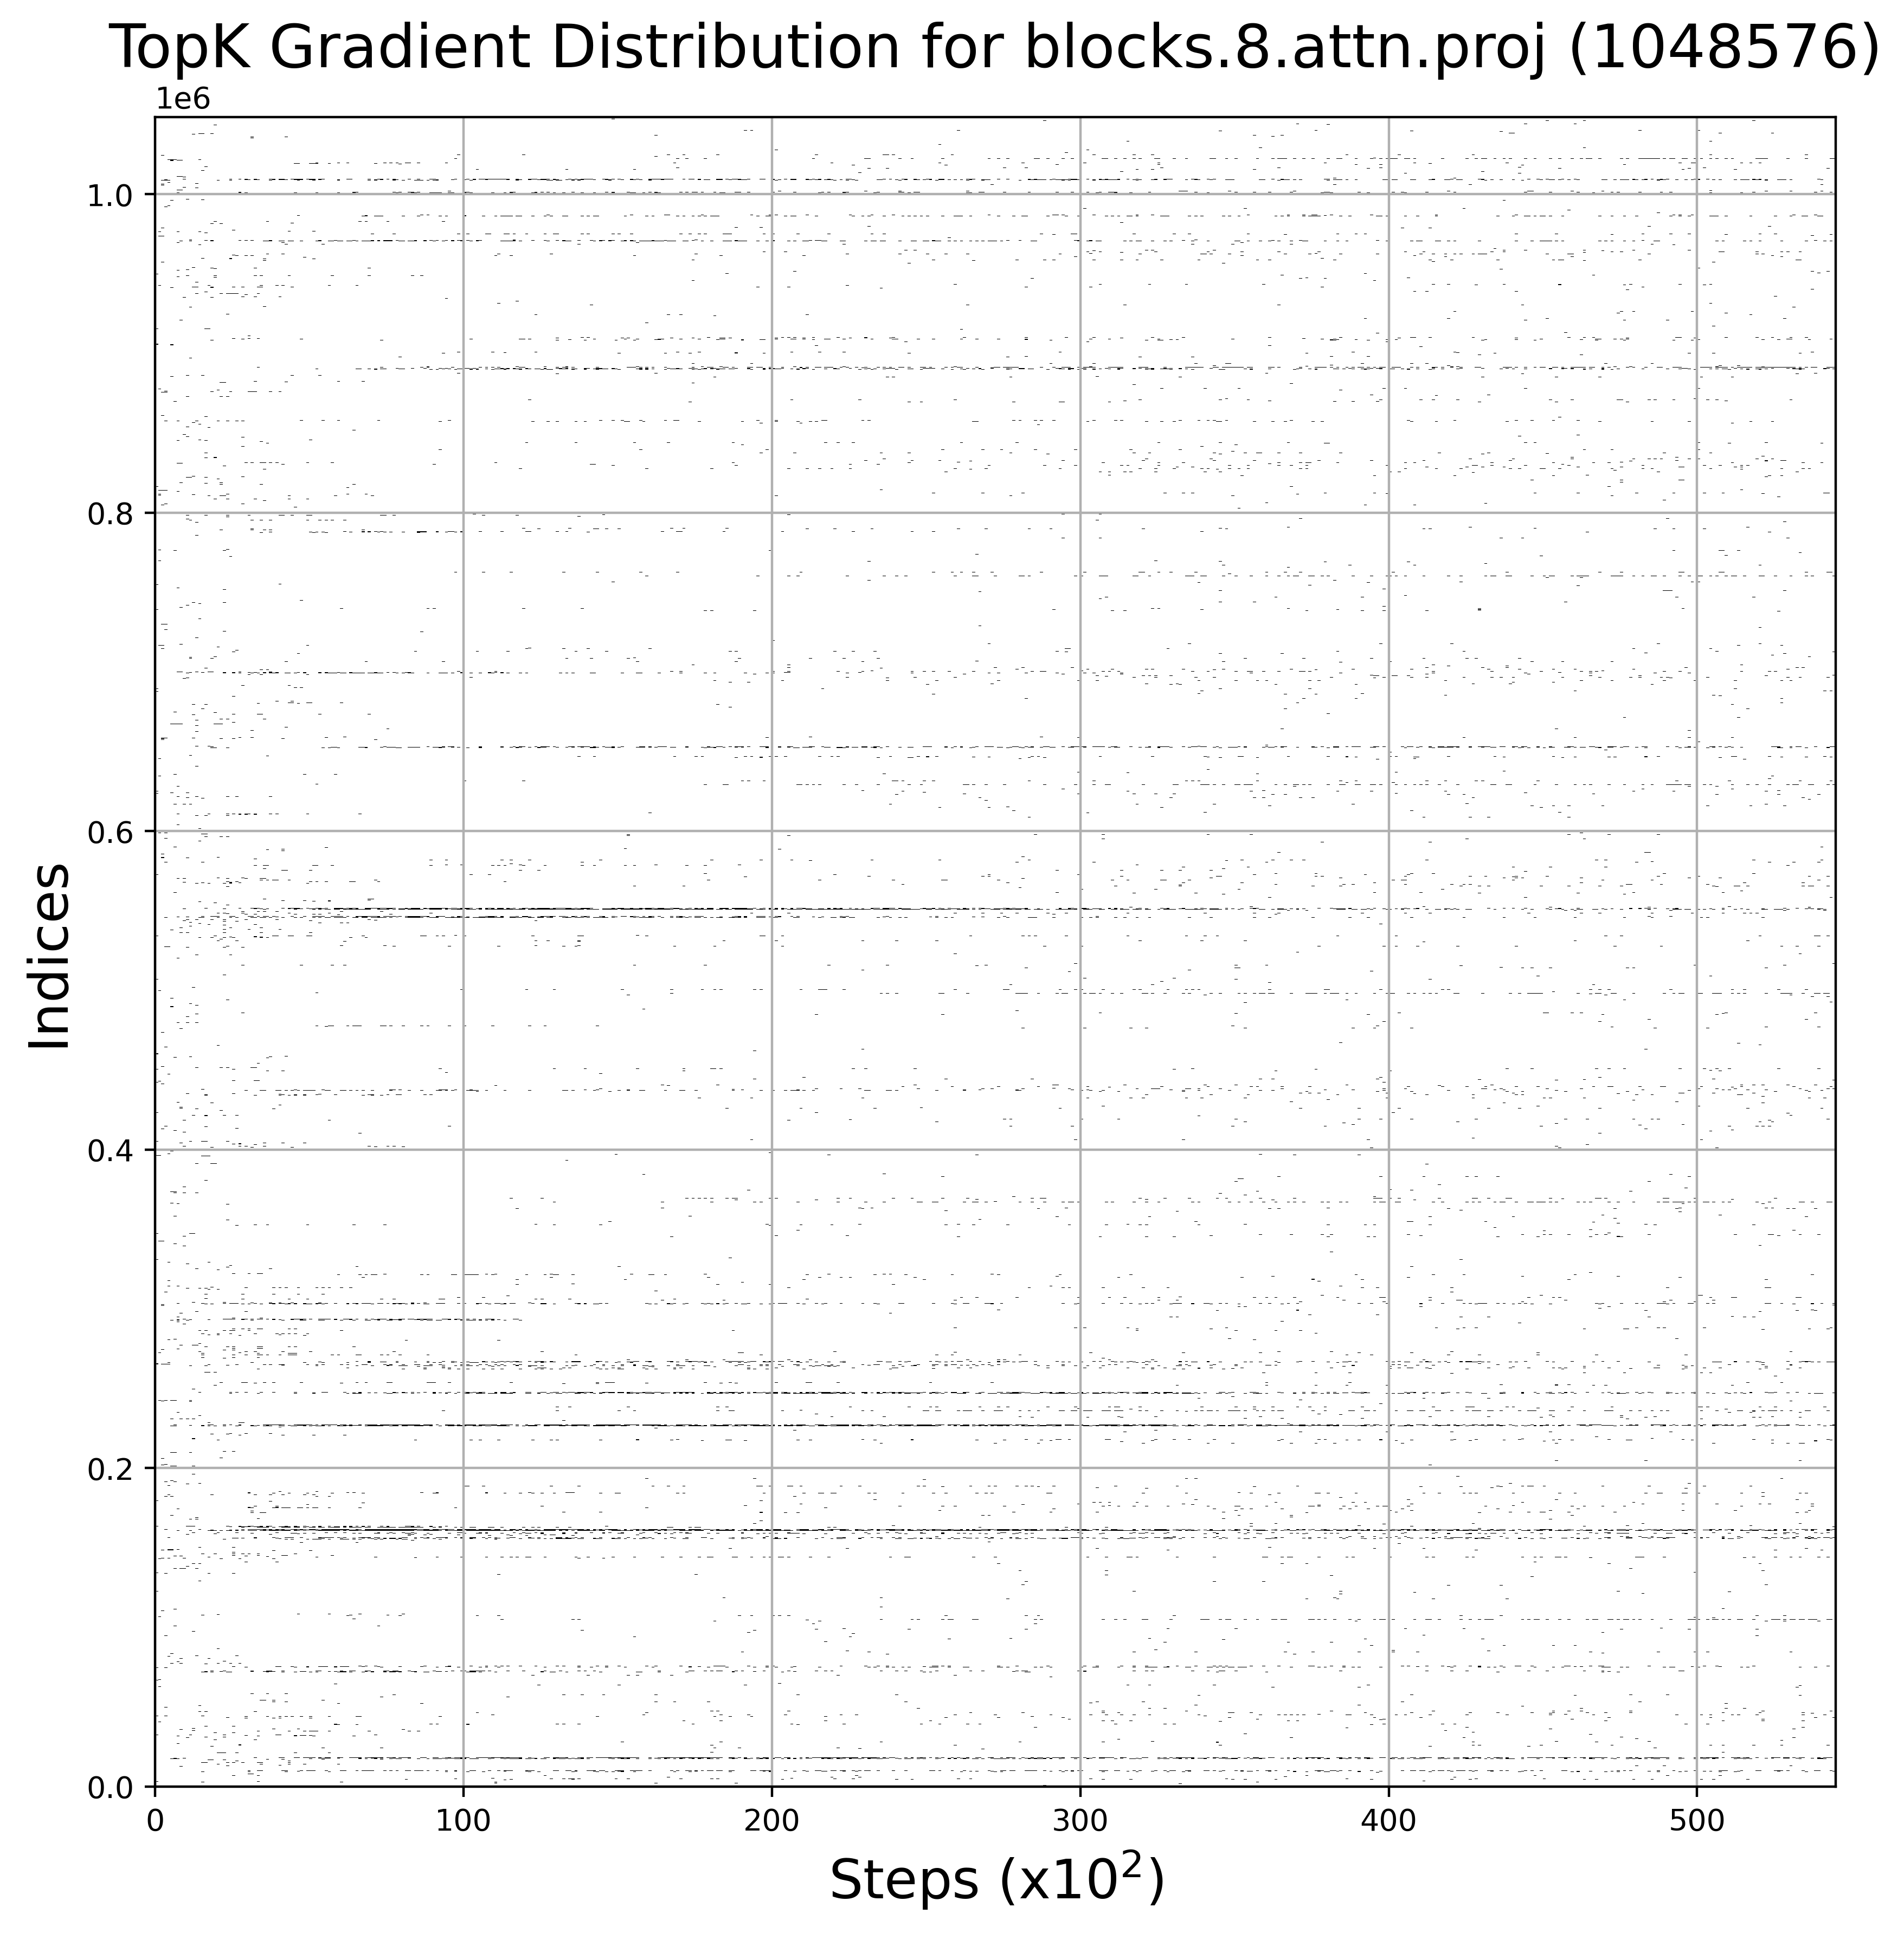 TopK Gradient Distribution for blocks.8.attn.proj (1048576)
1e6
1.0
0.8
0.6
0.4
0.2
0.0
Indices
0 100 200 300 400 500
Steps (x10²)